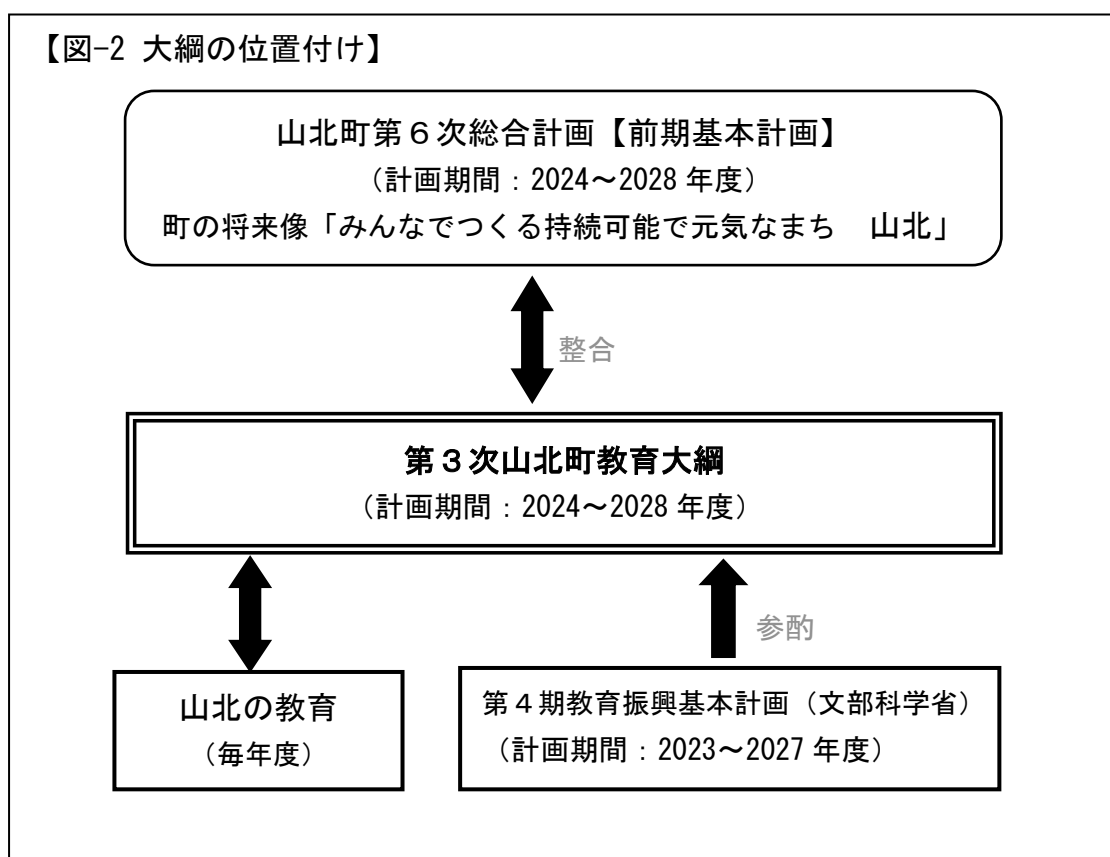 【図-2 大綱の位置付け】
山北町第６次総合計画【前期基本計画】
（計画期間：2024～2028 年度）
町の将来像「みんなでつくる持続可能で元気なまち　山北」
整合
第３次山北町教育大綱
（計画期間：2024～2028 年度）
参酌
山北の教育
（毎年度）
第４期教育振興基本計画（文部科学省）
（計画期間：2023～2027 年度）